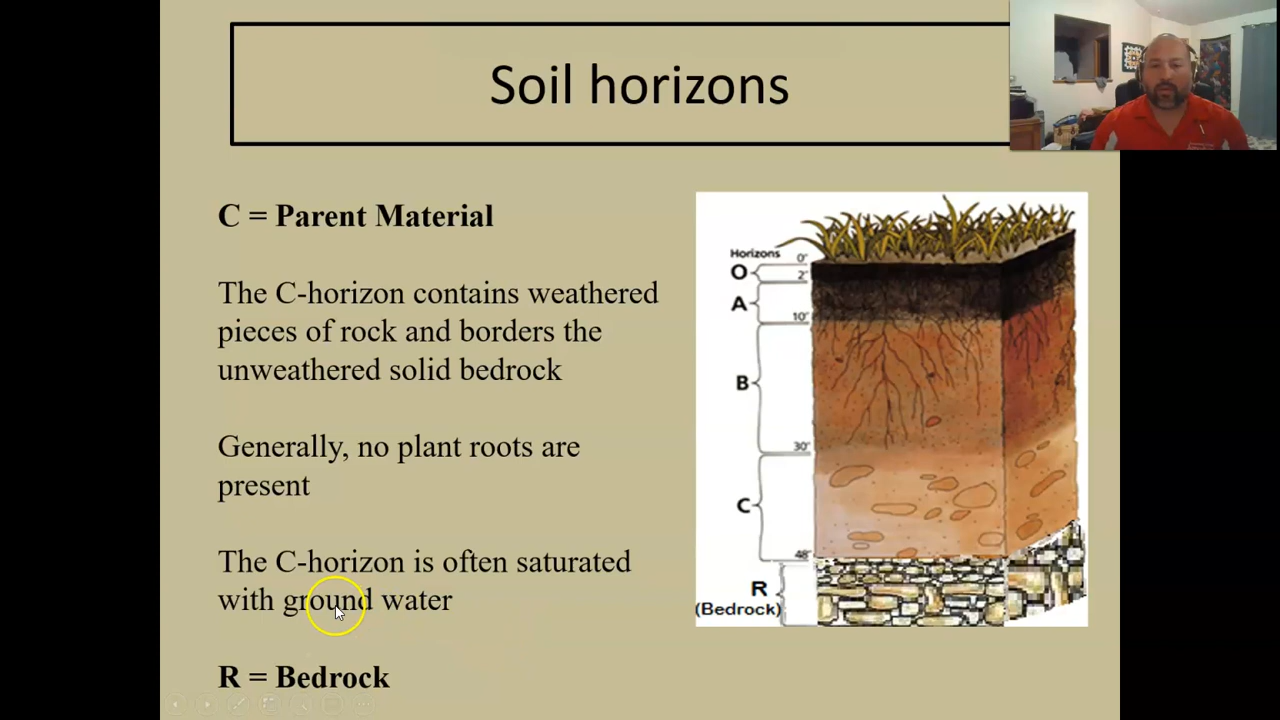 Soil horizons
C = Parent Material
The C-horizon contains weathered
pieces of rock and borders the
unweathered solid bedrock
Generally, no plant roots are
present
The C-horizon is often saturated
with ground water
R = Bedrock
Horizons
0"
O
2"
A
10"
B
30"
C
48"
R
(Bedrock)